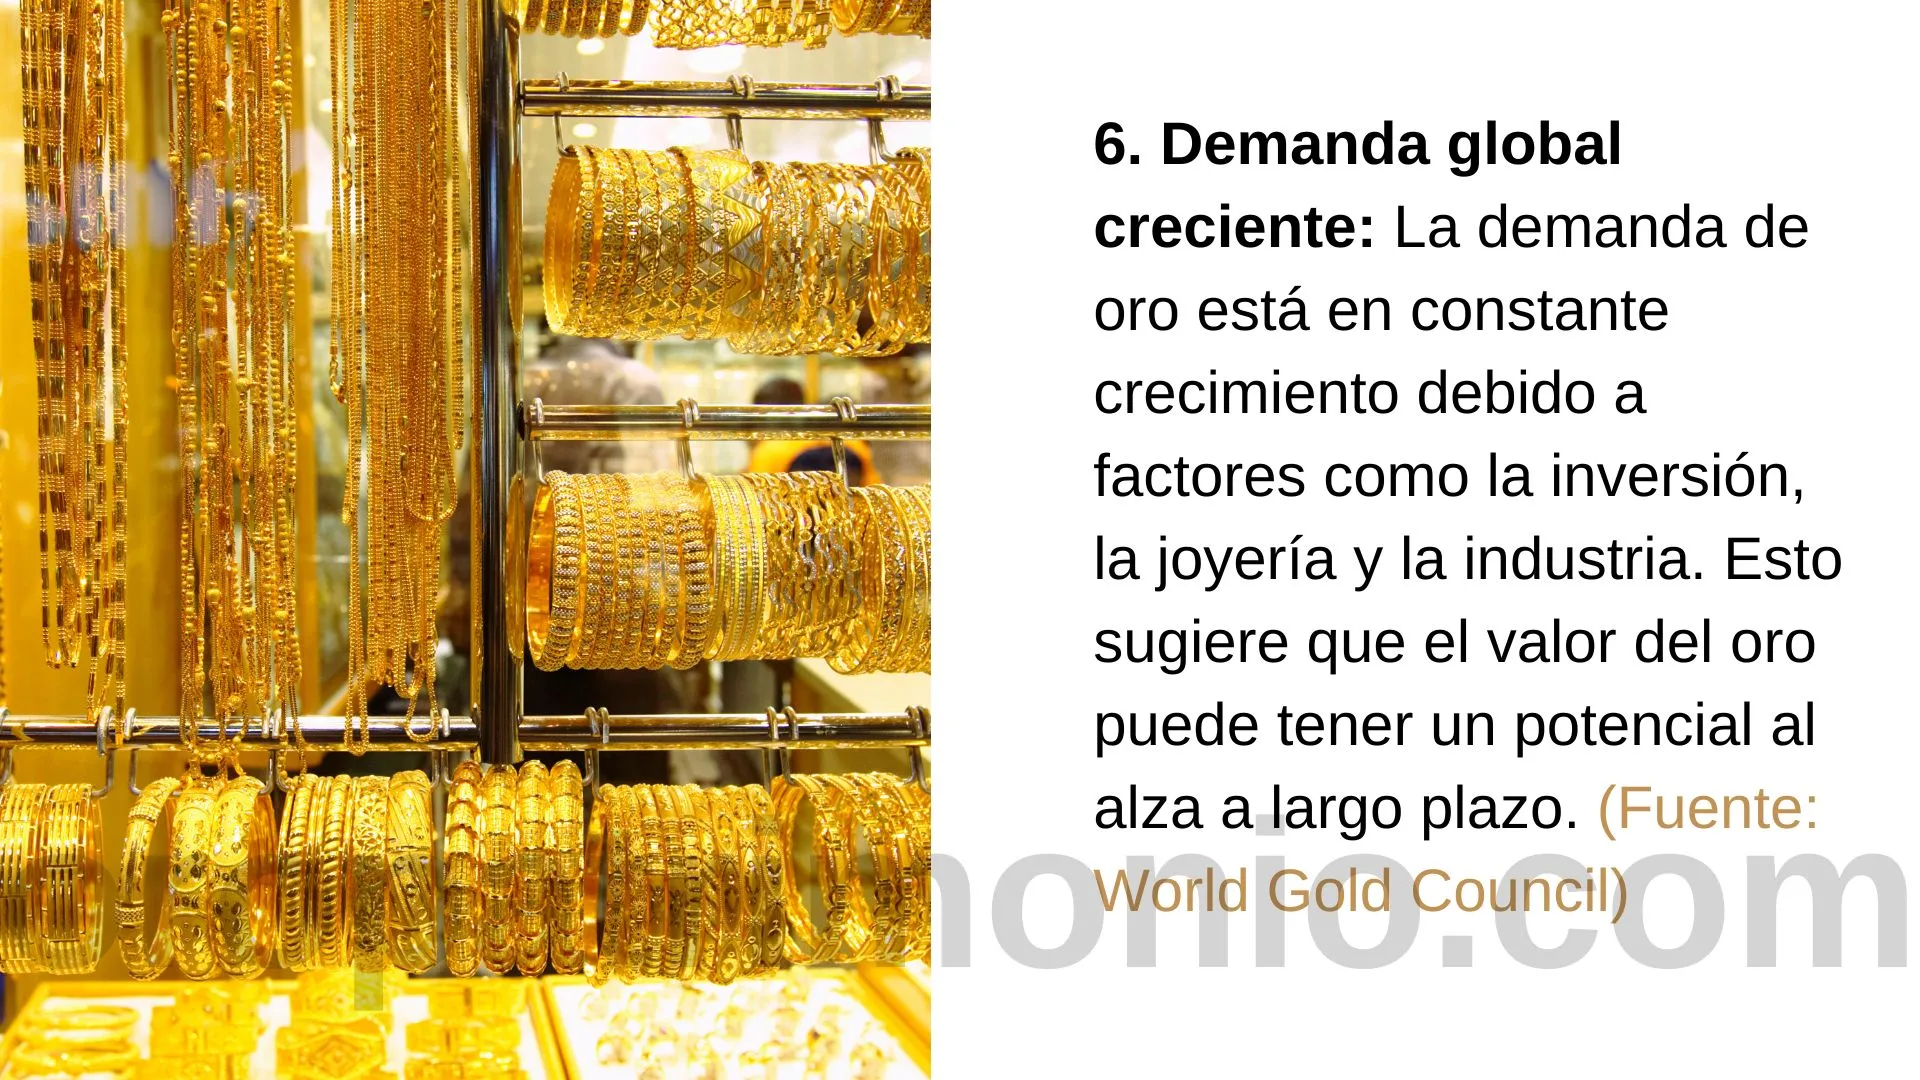 6. Demanda global
creciente: La demanda de
oro está en constante
crecimiento debido a
factores como la inversión,
la joyería y la industria. Esto
sugiere que el valor del oro
puede tener un potencial al
alza a largo plazo. (Fuente:
World Gold Council)
monio.com